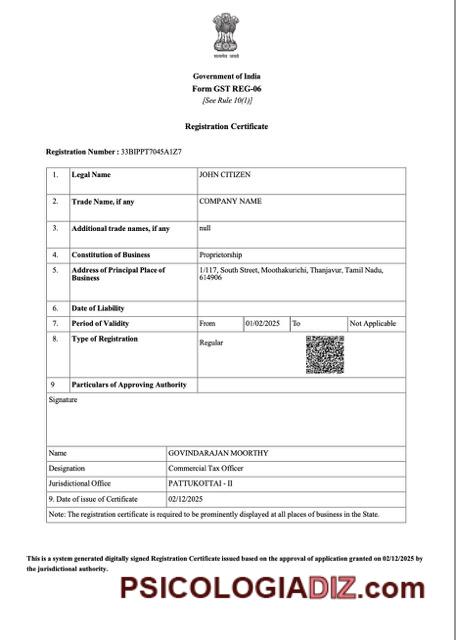 सत्यमेव जयते
Government of India
Form GST REG-06
[See Rule 10(1)]
Registration Certificate
Registration Number : 33BIPPT7045A1Z7
1. Legal Name JOHN CITIZEN
2. Trade Name, if any COMPANY NAME
3. Additional trade names, if any null
4. Constitution of Business Proprietorship
5. Address of Principal Place of 1/117, South Street, Moothakurichi, Thanjavur, Tamil Nadu,
Business 614906
6. Date of Liability
7. Period of Validity From 01/02/2025 To Not Applicable
8. Type of Registration Regular
9 Particulars of Approving Authority
Signature
Name GOVINDARAJAN MOORTHY
Designation Commercial Tax Officer
Jurisdictional Office PATTUKOTTAI - II
9. Date of issue of Certificate 02/12/2025
Note: The registration certificate is required to be prominently displayed at all places of business in the State.
This is a system generated digitally signed Registration Certificate issued based on the approval of application granted on 02/12/2025 by
the jurisdictional authority.
PSICOLOGIADIZ.com